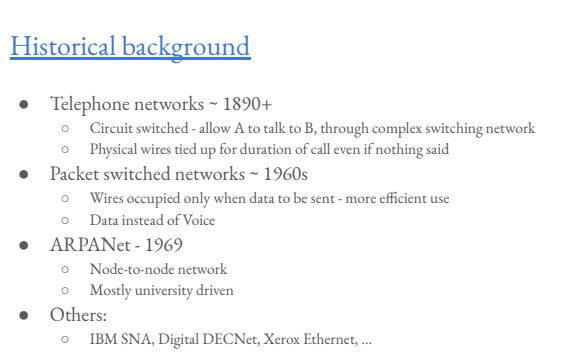 Historical background
● Telephone networks ~ 1890+
○ Circuit switched - allow A to talk to B, through complex switching network
○ Physical wires tied up for duration of call even if nothing said
● Packet switched networks ~ 1960s
○ Wires occupied only when data to be sent - more efficient use
○ Data instead of Voice
● ARPANet - 1969
○ Node-to-node network
○ Mostly university driven
● Others:
○ IBM SNA, Digital DECNet, Xerox Ethernet, ...